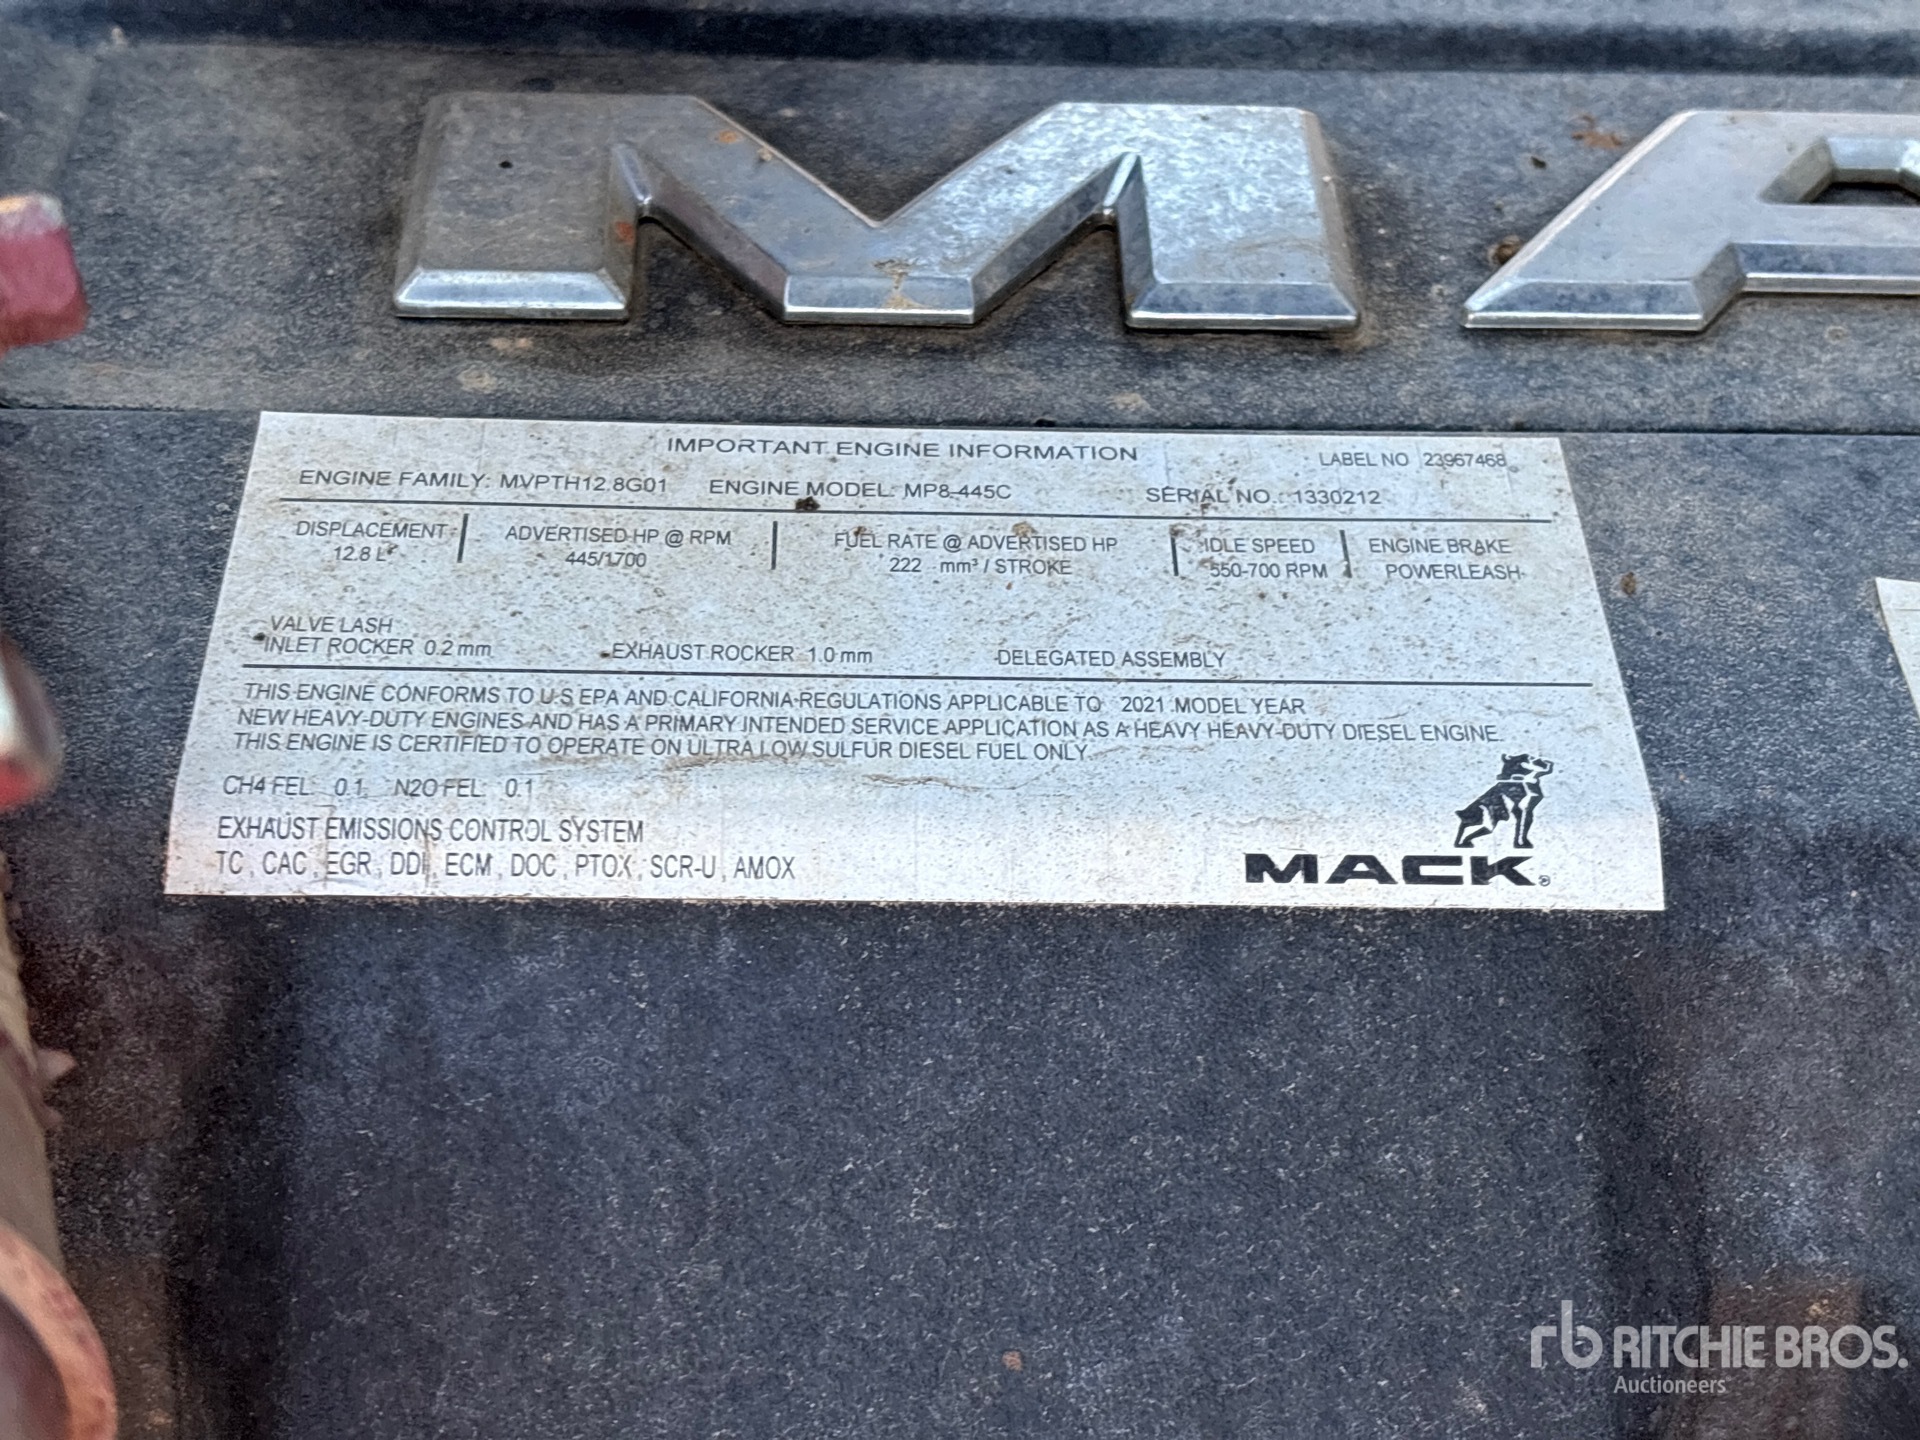 MA
IMPORTANT ENGINE INFORMATION
LABEL NO 23967468
ENGINE FAMILY: MVPTH12.8G01 ENGINE MODEL: MP8-445C SERIAL NO.: 1330212
DISPLACEMENT ADVERTISED HP @ RPM FUEL RATE @ ADVERTISED HP IDLE SPEED ENGINE BRAKE
12.8 L 445/1700 222 mm³ / STROKE 550-700 RPM POWERLEASH
VALVE LASH
INLET ROCKER 0.2 mm EXHAUST ROCKER 1.0 mm DELEGATED ASSEMBLY
THIS ENGINE CONFORMS TO U.S EPA AND CALIFORNIA REGULATIONS APPLICABLE TO 2021 MODEL YEAR
NEW HEAVY-DUTY ENGINES AND HAS A PRIMARY INTENDED SERVICE APPLICATION AS A HEAVY HEAVY-DUTY DIESEL ENGINE.
THIS ENGINE IS CERTIFIED TO OPERATE ON ULTRA LOW SULFUR DIESEL FUEL ONLY.
CH4 FEL: 0.1, N2O FEL: 0.1
EXHAUST EMISSIONS CONTROL SYSTEM
TC , CAC , EGR , DDI , ECM , DOC , PTOX , SCR-U , AMOX
MACK®
rb RITCHIE BROS.
Auctioneers